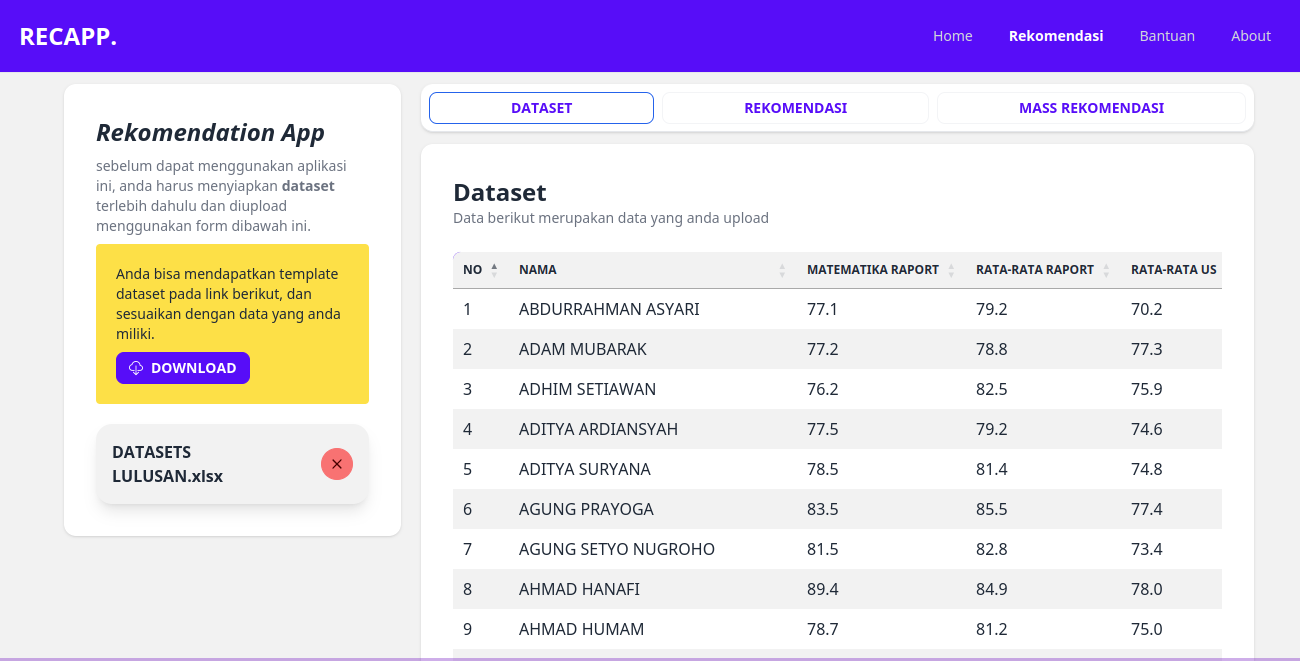 RECAPP.
Home Rekomendasi Bantuan About
Rekomendation App
sebelum dapat menggunakan aplikasi
ini, anda harus menyiapkan dataset
terlebih dahulu dan diupload
menggunakan form dibawah ini.
Anda bisa mendapatkan template
dataset pada link berikut, dan
sesuaikan dengan data yang anda
miliki.
DOWNLOAD
DATASETS
LULUSAN.xlsx
DATASET REKOMENDASI MASS REKOMENDASI
Dataset
Data berikut merupakan data yang anda upload
NO NAMA MATEMATIKA RAPORT RATA-RATA RAPORT RATA-RATA US
1 ABDURRAHMAN ASYARI 77.1 79.2 70.2
2 ADAM MUBARAK 77.2 78.8 77.3
3 ADHIM SETIAWAN 76.2 82.5 75.9
4 ADITYA ARDIANSYAH 77.5 79.2 74.6
5 ADITYA SURYANA 78.5 81.4 74.8
6 AGUNG PRAYOGA 83.5 85.5 77.4
7 AGUNG SETYO NUGROHO 81.5 82.8 73.4
8 AHMAD HANAFI 89.4 84.9 78.0
9 AHMAD HUMAM 78.7 81.2 75.0